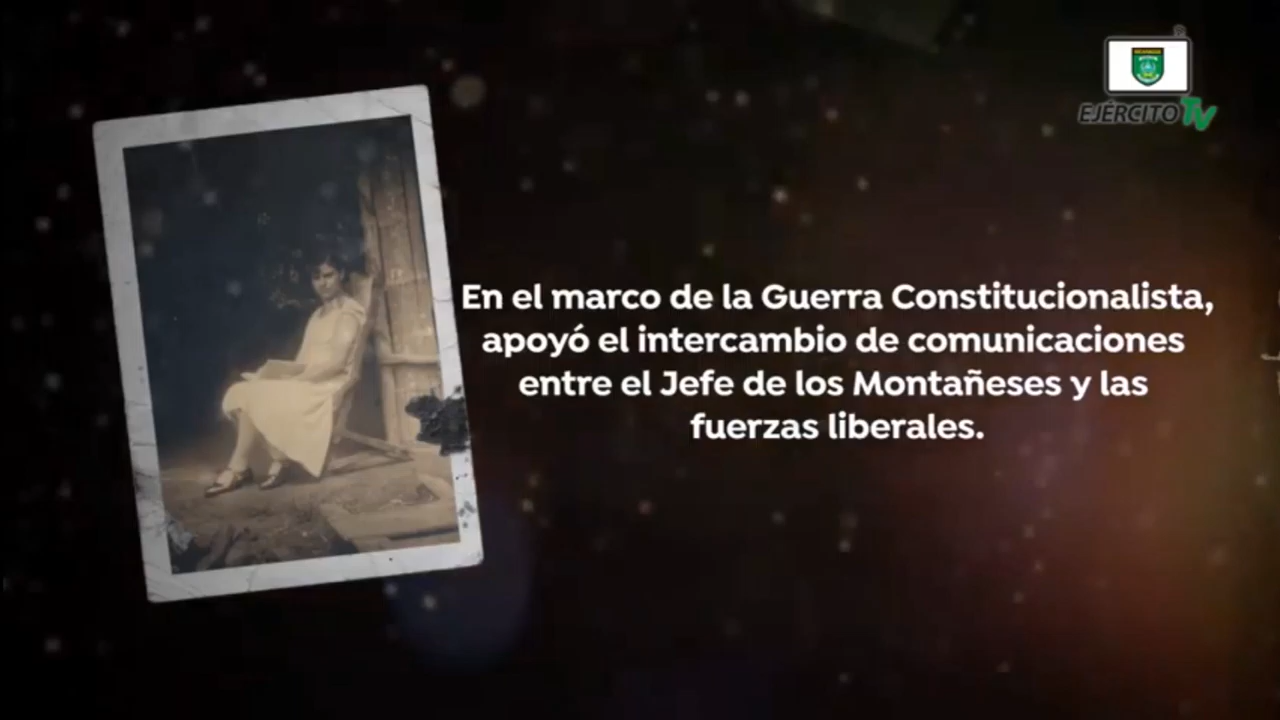 EJÉRCITO TV
En el marco de la Guerra Constitucionalista,
apoyó el intercambio de comunicaciones
entre el Jefe de los Montañeses y las
fuerzas liberales.